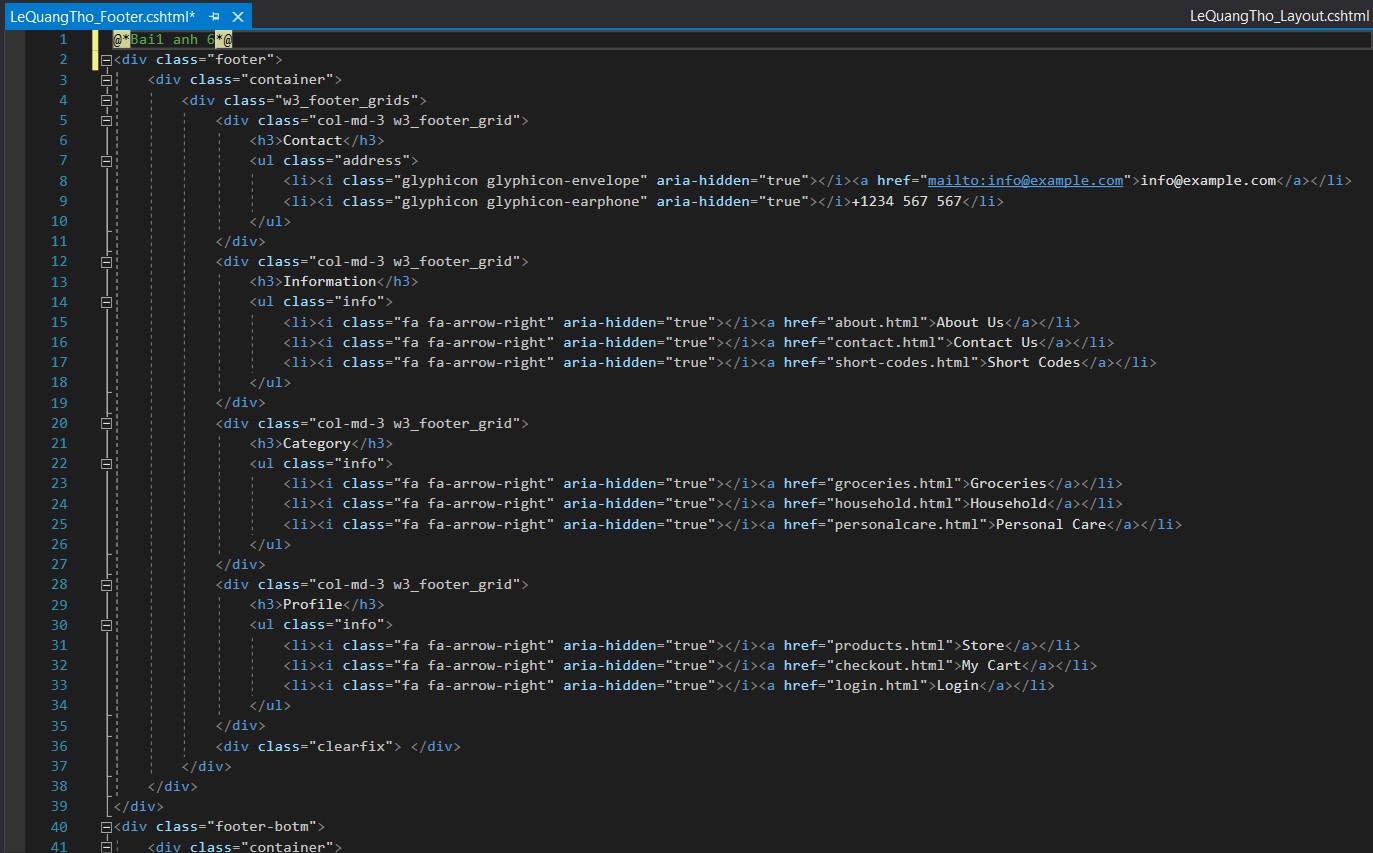 LeQuangTho_Footer.cshtml*
LeQuangTho_Layout.cshtml
1 @*Bai1 anh 6*@
2 <div class="footer">
3 <div class="container">
4 <div class="w3_footer_grids">
5 <div class="col-md-3 w3_footer_grid">
6 <h3>Contact</h3>
7 <ul class="address">
8 <li><i class="glyphicon glyphicon-envelope" aria-hidden="true"></i><a href="mailto:info@example.com">info@example.com</a></li>
9 <li><i class="glyphicon glyphicon-earphone" aria-hidden="true"></i>+1234 567 567</li>
10 </ul>
11 </div>
12 <div class="col-md-3 w3_footer_grid">
13 <h3>Information</h3>
14 <ul class="info">
15 <li><i class="fa fa-arrow-right" aria-hidden="true"></i><a href="about.html">About Us</a></li>
16 <li><i class="fa fa-arrow-right" aria-hidden="true"></i><a href="contact.html">Contact Us</a></li>
17 <li><i class="fa fa-arrow-right" aria-hidden="true"></i><a href="short-codes.html">Short Codes</a></li>
18 </ul>
19 </div>
20 <div class="col-md-3 w3_footer_grid">
21 <h3>Category</h3>
22 <ul class="info">
23 <li><i class="fa fa-arrow-right" aria-hidden="true"></i><a href="groceries.html">Groceries</a></li>
24 <li><i class="fa fa-arrow-right" aria-hidden="true"></i><a href="household.html">Household</a></li>
25 <li><i class="fa fa-arrow-right" aria-hidden="true"></i><a href="personalcare.html">Personal Care</a></li>
26 </ul>
27 </div>
28 <div class="col-md-3 w3_footer_grid">
29 <h3>Profile</h3>
30 <ul class="info">
31 <li><i class="fa fa-arrow-right" aria-hidden="true"></i><a href="products.html">Store</a></li>
32 <li><i class="fa fa-arrow-right" aria-hidden="true"></i><a href="checkout.html">My Cart</a></li>
33 <li><i class="fa fa-arrow-right" aria-hidden="true"></i><a href="login.html">Login</a></li>
34 </ul>
35 </div>
36 <div class="clearfix"> </div>
37 </div>
38 </div>
39 </div>
40 <div class="footer-botm">
41 <div class="container">